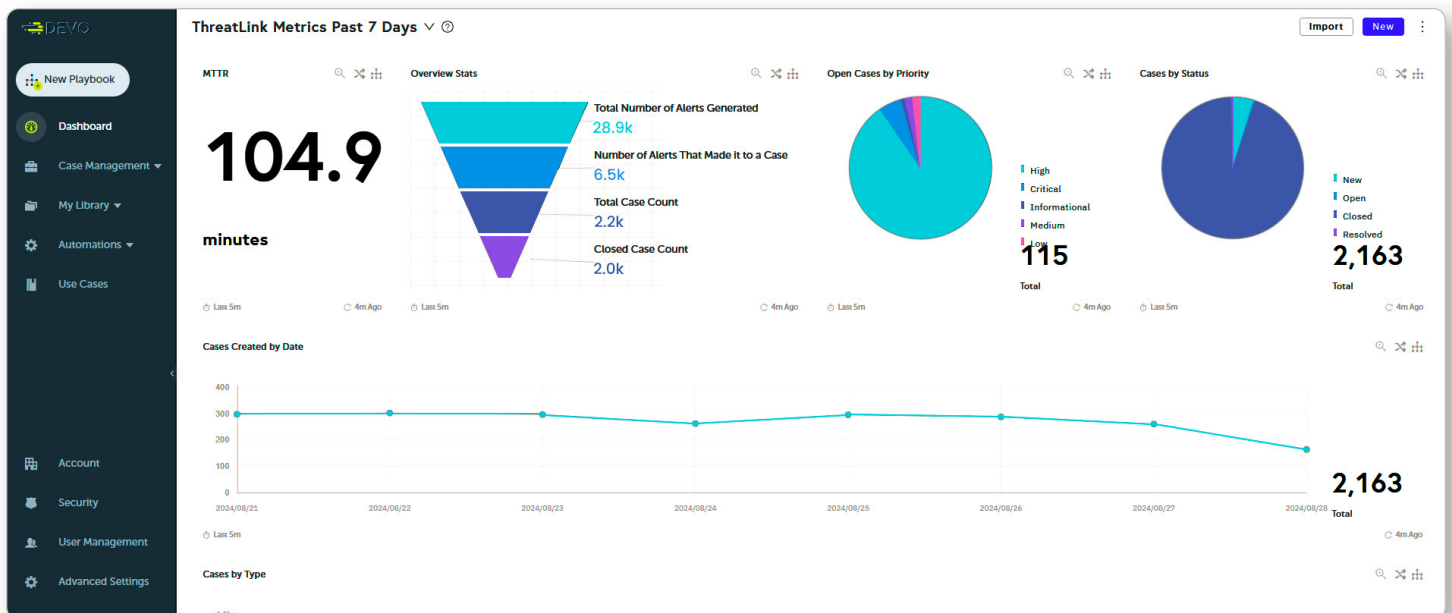 DEVO
New Playbook
Dashboard
Case Management
My Library
Automations
Use Cases
Account
Security
User Management
Advanced Settings
ThreatLink Metrics Past 7 Days
Import
New
MTTR
104.9
minutes
Last 5m
4m Ago
Overview Stats
Total Number of Alerts Generated
28.9k
Number of Alerts That Made it to a Case
6.5k
Total Case Count
2.2k
Closed Case Count
2.0k
Last 5m
4m Ago
Open Cases by Priority
High
Critical
Informational
Medium
Low
115
Total
Last 5m
4m Ago
Cases by Status
New
Open
Closed
Resolved
2,163
Total
Last 5m
4m Ago
Cases Created by Date
400
300
200
100
0
2024/08/21
2024/08/22
2024/08/23
2024/08/24
2024/08/25
2024/08/26
2024/08/27
2024/08/28
2,163
Total
Last 5m
4m Ago
Cases by Type